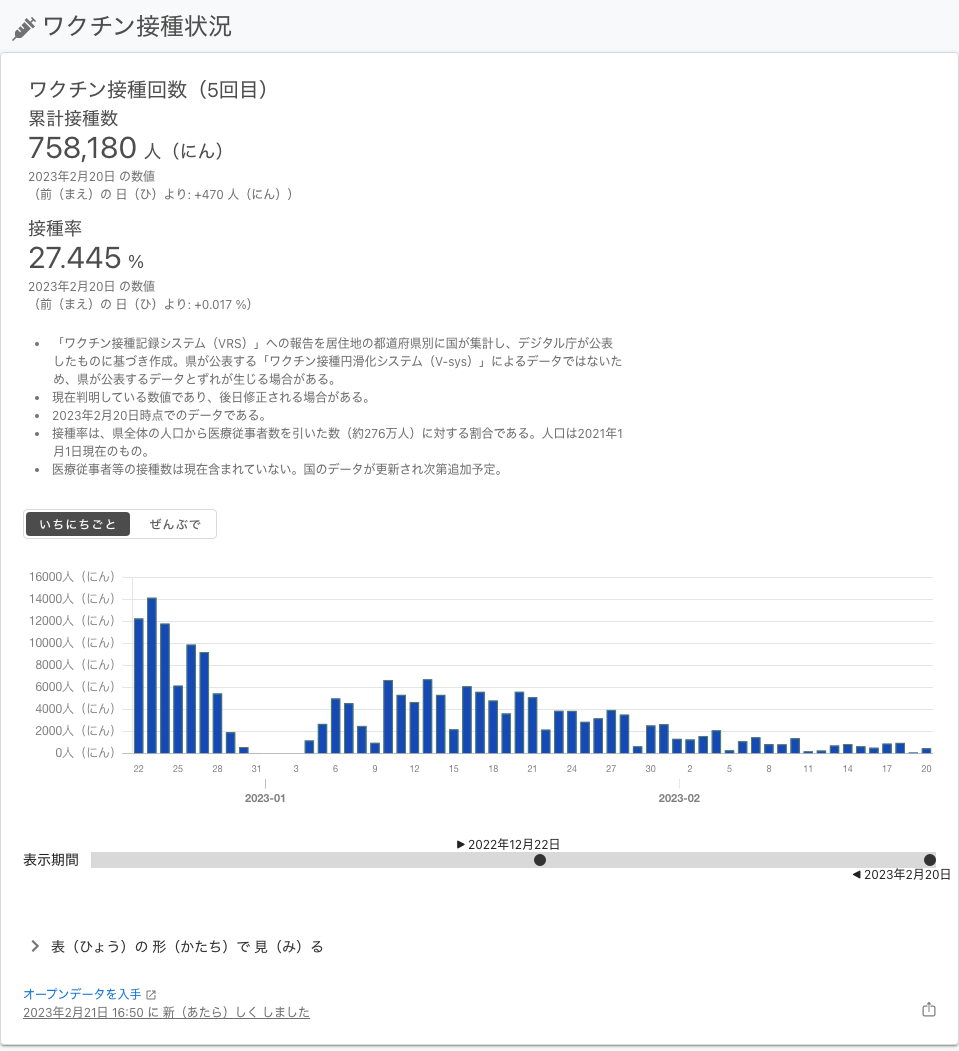 ワクチン接種状況
ワクチン接種回数（5回目）
累計接種数
758,180 人（にん）
2023年2月20日 の数値
（前（まえ）の 日（ひ）より: +470 人（にん））
接種率
27.445 %
2023年2月20日 の数値
（前（まえ）の 日（ひ）より: +0.017 %）
• 「ワクチン接種記録システム（VRS）」への報告を居住地の都道府県別に国が集計し、デジタル庁が公表
したものに基づき作成。県が公表する「ワクチン接種円滑化システム（V-sys）」によるデータではないた
め、県が公表するデータとずれが生じる場合がある。
• 現在判明している数値であり、後日修正される場合がある。
• 2023年2月20日時点でのデータである。
• 接種率は、県全体の人口から医療従事者数を引いた数（約276万人）に対する割合である。人口は2021年1
月1日現在のもの。
• 医療従事者等の接種数は現在含まれていない。国のデータが更新され次第追加予定。
いちにちごと ぜんぶで
16000人（にん）
14000人（にん）
12000人（にん）
10000人（にん）
8000人（にん）
6000人（にん）
4000人（にん）
2000人（にん）
0人（にん）
22 25 28 31 3 6 9 12 15 18 21 24 27 30 2 5 8 11 14 17 20
2023-01 2023-02
▶ 2022年12月22日
表示期間
◀ 2023年2月20日
表（ひょう）の 形（かたち）で 見（み）る
オープンデータを入手
2023年2月21日 16:50 に 新（あたら）しく しました